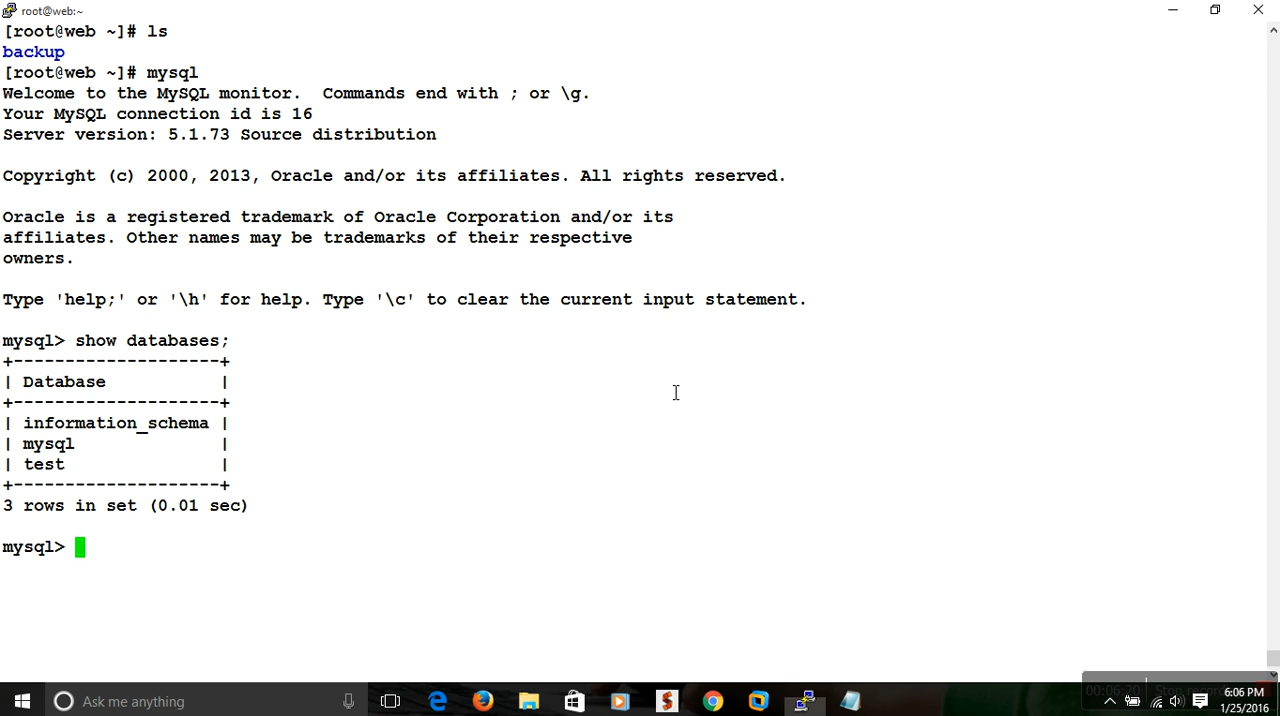 root@web:~
[root@web ~]# ls
backup
[root@web ~]# mysql
Welcome to the MySQL monitor.  Commands end with ; or \g.
Your MySQL connection id is 16
Server version: 5.1.73 Source distribution
Copyright (c) 2000, 2013, Oracle and/or its affiliates. All rights reserved.
Oracle is a registered trademark of Oracle Corporation and/or its
affiliates. Other names may be trademarks of their respective
owners.
Type 'help;' or '\h' for help. Type '\c' to clear the current input statement.
mysql> show databases;
+--------------------+
| Database           |
+--------------------+
| information_schema |
| mysql              |
| test               |
+--------------------+
3 rows in set (0.01 sec)
mysql>
Ask me anything
00:06:20 Stop
6:06 PM
1/25/2016